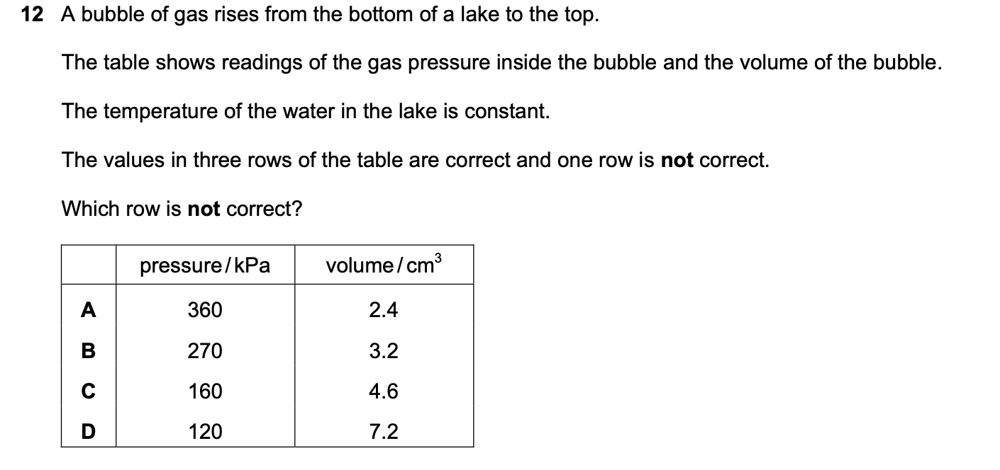 12 A bubble of gas rises from the bottom of a lake to the top.
The table shows readings of the gas pressure inside the bubble and the volume of the bubble.
The temperature of the water in the lake is constant.
The values in three rows of the table are correct and one row is not correct.
Which row is not correct?
pressure / kPa volume / cm³
A 360 2.4
B 270 3.2
C 160 4.6
D 120 7.2